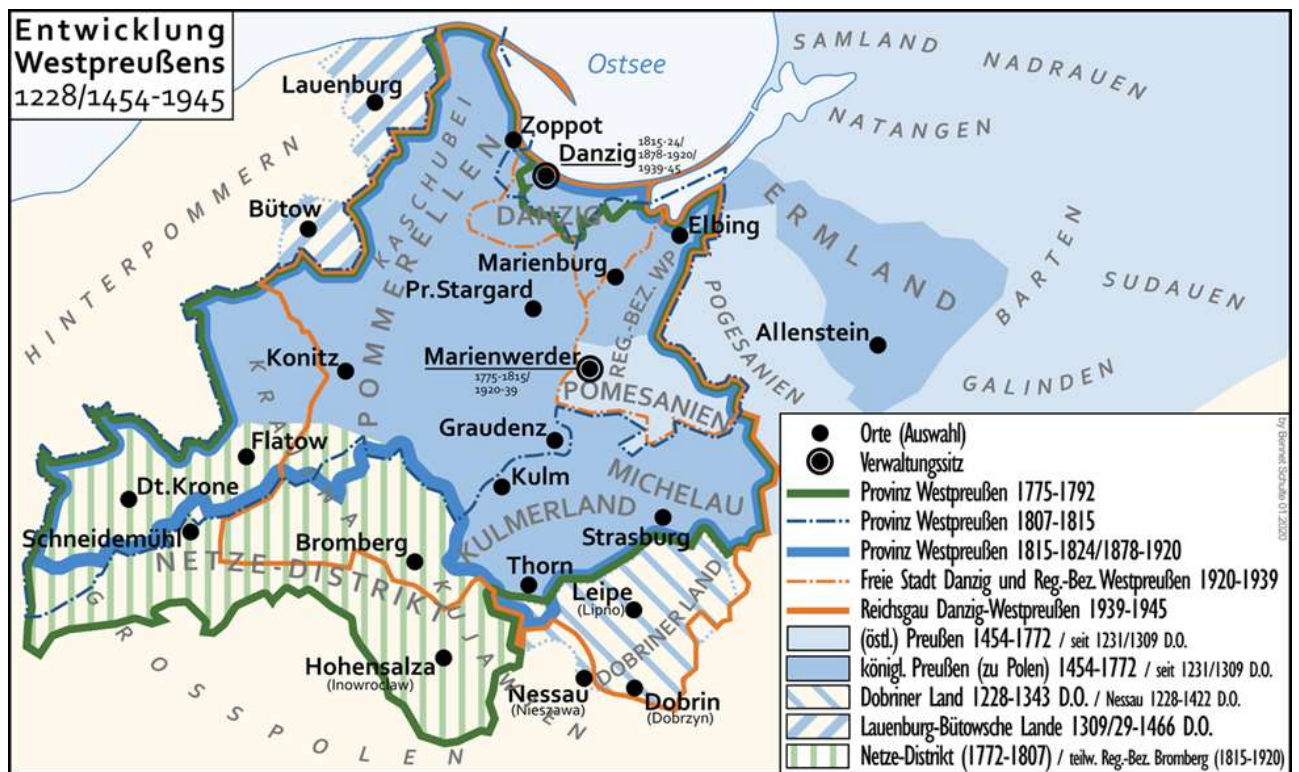 Entwicklung
Westpreußens
1228/1454-1945
Ostsee
SAMLAND
NADRAUEN
NATANGEN
Lauenburg
Zoppot
Danzig
1815-24/
1878-1920/
1939-45
KASCHUBEI
POMMERELLEN
HINTERPOMMERN
Bütow
DANZIG
Elbing
ERMLAND
BARTEN
SUDAUEN
Marienburg
Pr.Stargard
REG.-BEZ. WP
POGESANIEN
Allenstein
GALINDEN
Konitz
Marienwerder
1775-1815/
1920-39
POMESANIEN
KRAJNA
Graudenz
Flatow
Kulm
MICHELAU
KULMERLAND
Dt.Krone
Schneidemühl
Bromberg
Strasburg
NETZE-DISTRIKT
Thorn
Leipe
(Lipno)
DOBRINERLAND
KUJAWIEN
GROSSPOLEN
Hohensalza
(Inowrocław)
Nessau
(Nieszawa)
Dobrin
(Dobrzyn)
Orte (Auswahl)
Verwaltungssitz
Provinz Westpreußen 1775-1792
Provinz Westpreußen 1807-1815
Provinz Westpreußen 1815-1824/1878-1920
Freie Stadt Danzig und Reg.-Bez. Westpreußen 1920-1939
Reichsgau Danzig-Westpreußen 1939-1945
(östl.) Preußen 1454-1772 / seit 1231/1309 D.O.
königl. Preußen (zu Polen) 1454-1772 / seit 1231/1309 D.O.
Dobriner Land 1228-1343 D.O. / Nessau 1228-1422 D.O.
Lauenburg-Bütowsche Lande 1309/29-1466 D.O.
Netze-Distrikt (1772-1807) / teilw. Reg.-Bez. Bromberg (1815-1920)
by Bennet Schulte 01.2020